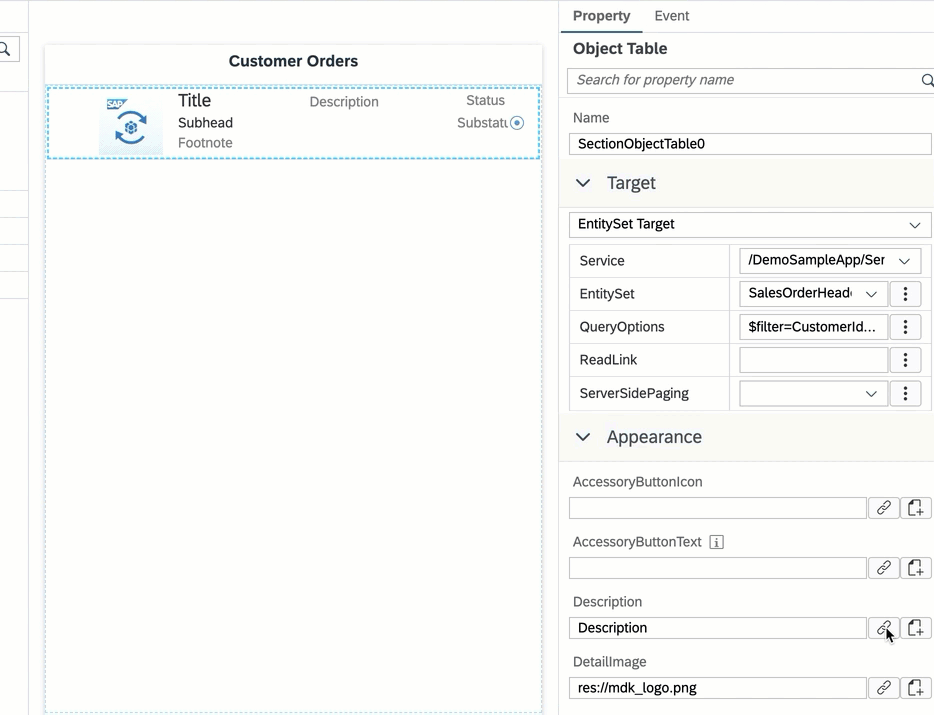 Property Event
Object Table
Search for property name
Name
SectionObjectTable0
Target
EntitySet Target
Service /DemoSampleApp/Ser
EntitySet SalesOrderHead
QueryOptions $filter=CustomerId...
ReadLink
ServerSidePaging
Appearance
AccessoryButtonIcon
AccessoryButtonText
Description
Description
DetailImage
res://mdk_logo.png
Customer Orders
SAP
Title
Subhead
Footnote
Description
Status
Substatu